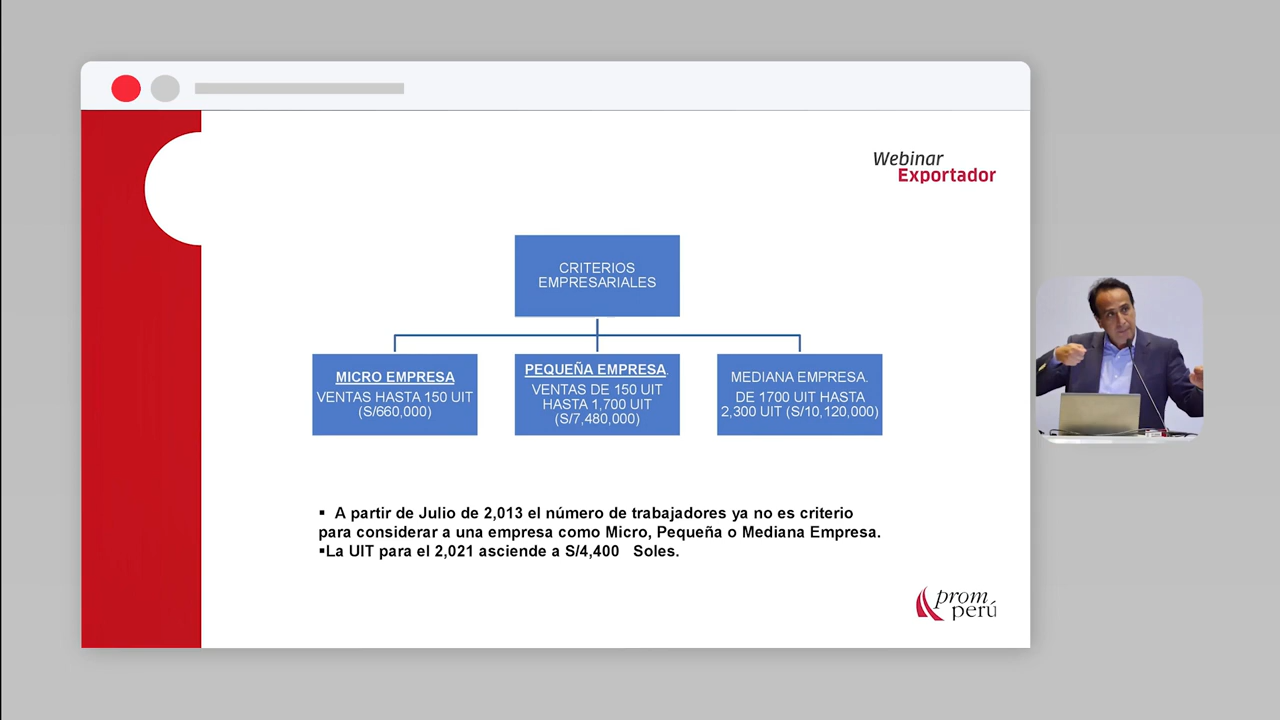 Webinar
Exportador
CRITERIOS
EMPRESARIALES
MICRO EMPRESA
VENTAS HASTA 150 UIT
(S/660,000)
PEQUEÑA EMPRESA.
VENTAS DE 150 UIT
HASTA 1,700 UIT
(S/7,480,000)
MEDIANA EMPRESA.
DE 1700 UIT HASTA
2,300 UIT (S/10,120,000)
▪ A partir de Julio de 2,013 el número de trabajadores ya no es criterio
para considerar a una empresa como Micro, Pequeña o Mediana Empresa.
▪La UIT para el 2,021 asciende a S/4,400 Soles.
prom
perú